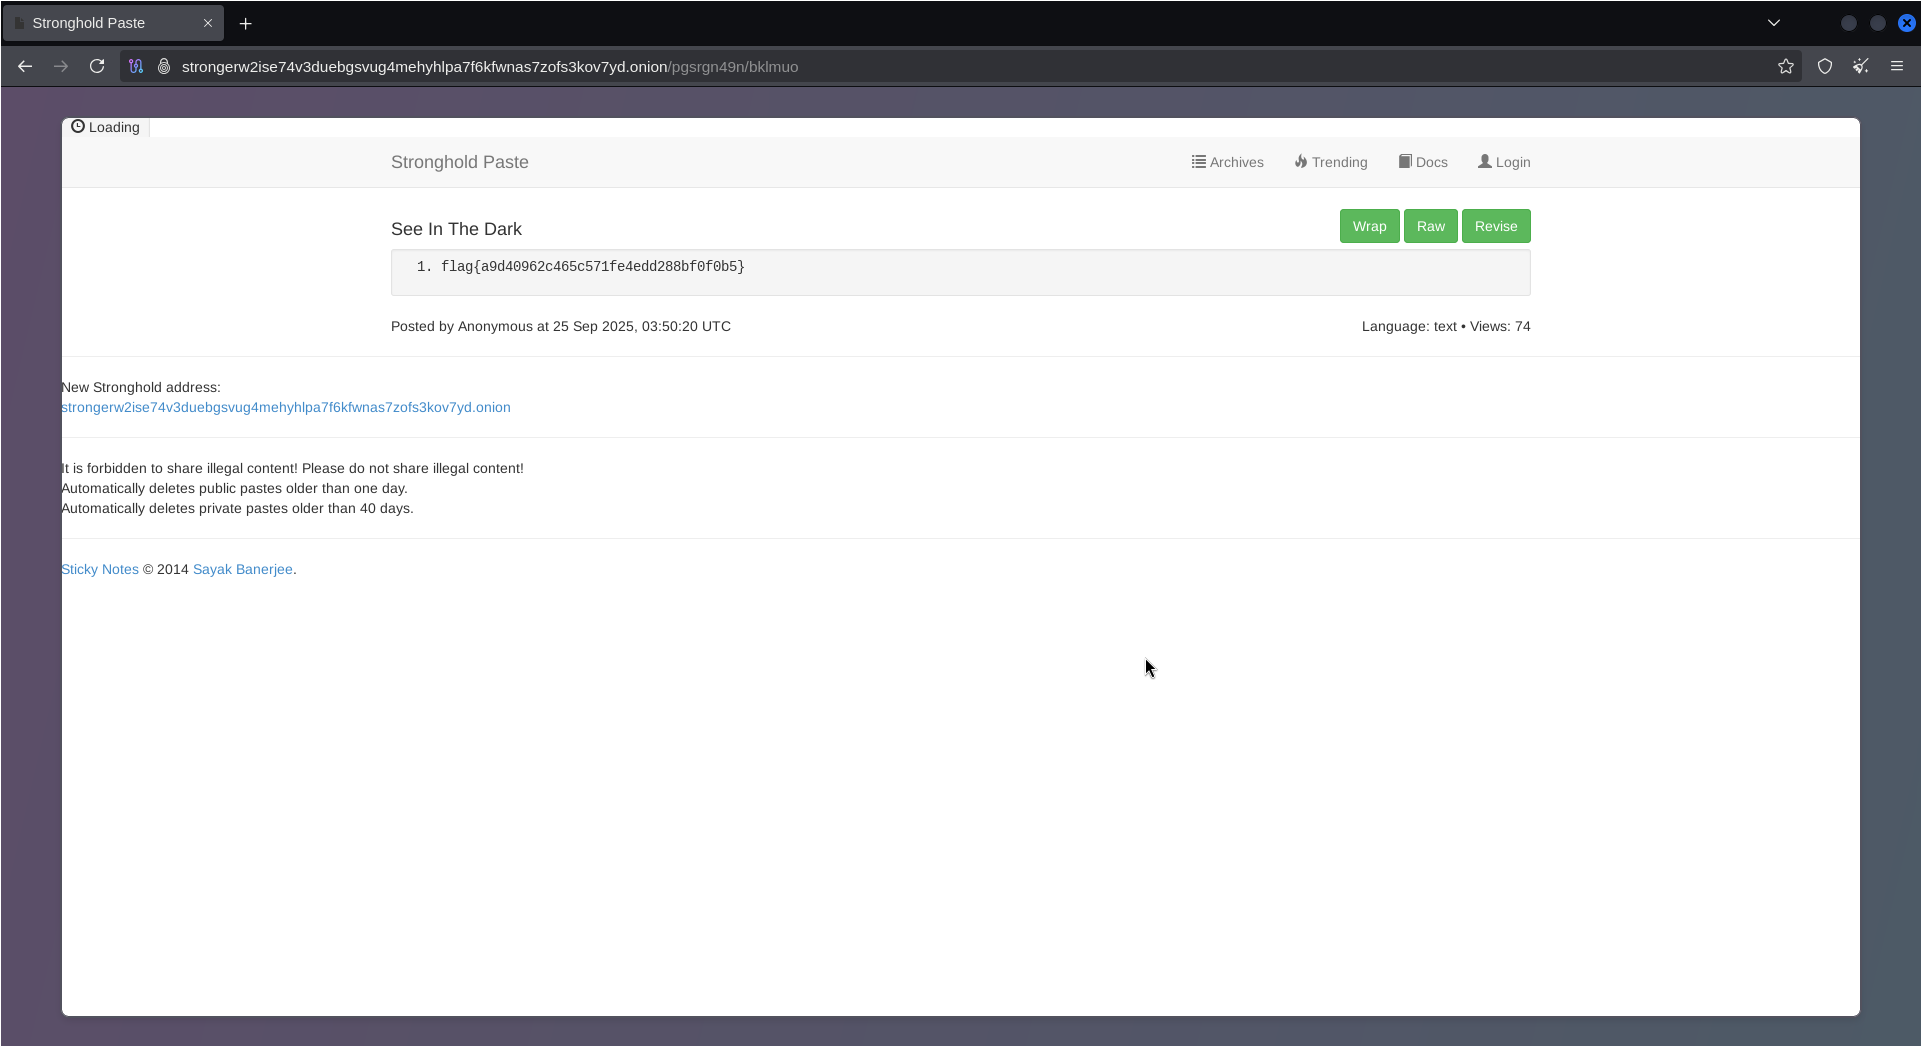 Stronghold Paste
strongerw2ise74v3duebgsvug4mehyhlpa7f6kfwnas7zofs3kov7yd.onion/pgsrgn49n/bklmuo
Loading
Stronghold Paste Archives Trending Docs Login
See In The Dark Wrap Raw Revise
1. flag{a9d40962c465c571fe4edd288bf0f0b5}
Posted by Anonymous at 25 Sep 2025, 03:50:20 UTC Language: text • Views: 74
New Stronghold address:
strongerw2ise74v3duebgsvug4mehyhlpa7f6kfwnas7zofs3kov7yd.onion
It is forbidden to share illegal content! Please do not share illegal content!
Automatically deletes public pastes older than one day.
Automatically deletes private pastes older than 40 days.
Sticky Notes © 2014 Sayak Banerjee.